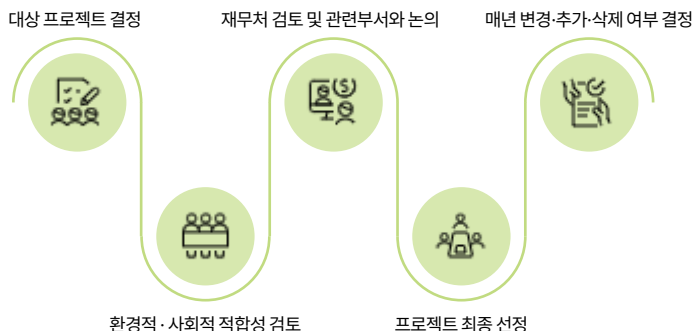 대상 프로젝트 결정
재무처 검토 및 관련부서와 논의
매년 변경·추가·삭제 여부 결정
환경적 · 사회적 적합성 검토
프로젝트 최종 선정